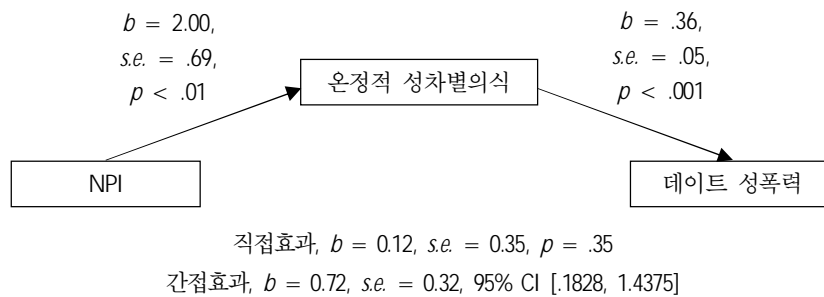 b = 2.00,
s.e. = .69,
p < .01
b = .36,
s.e. = .05,
p < .001
온정적 성차별의식
NPI
데이트 성폭력
직접효과, b = 0.12, s.e. = 0.35, p = .35
간접효과, b = 0.72, s.e. = 0.32, 95% CI [.1828, 1.4375]